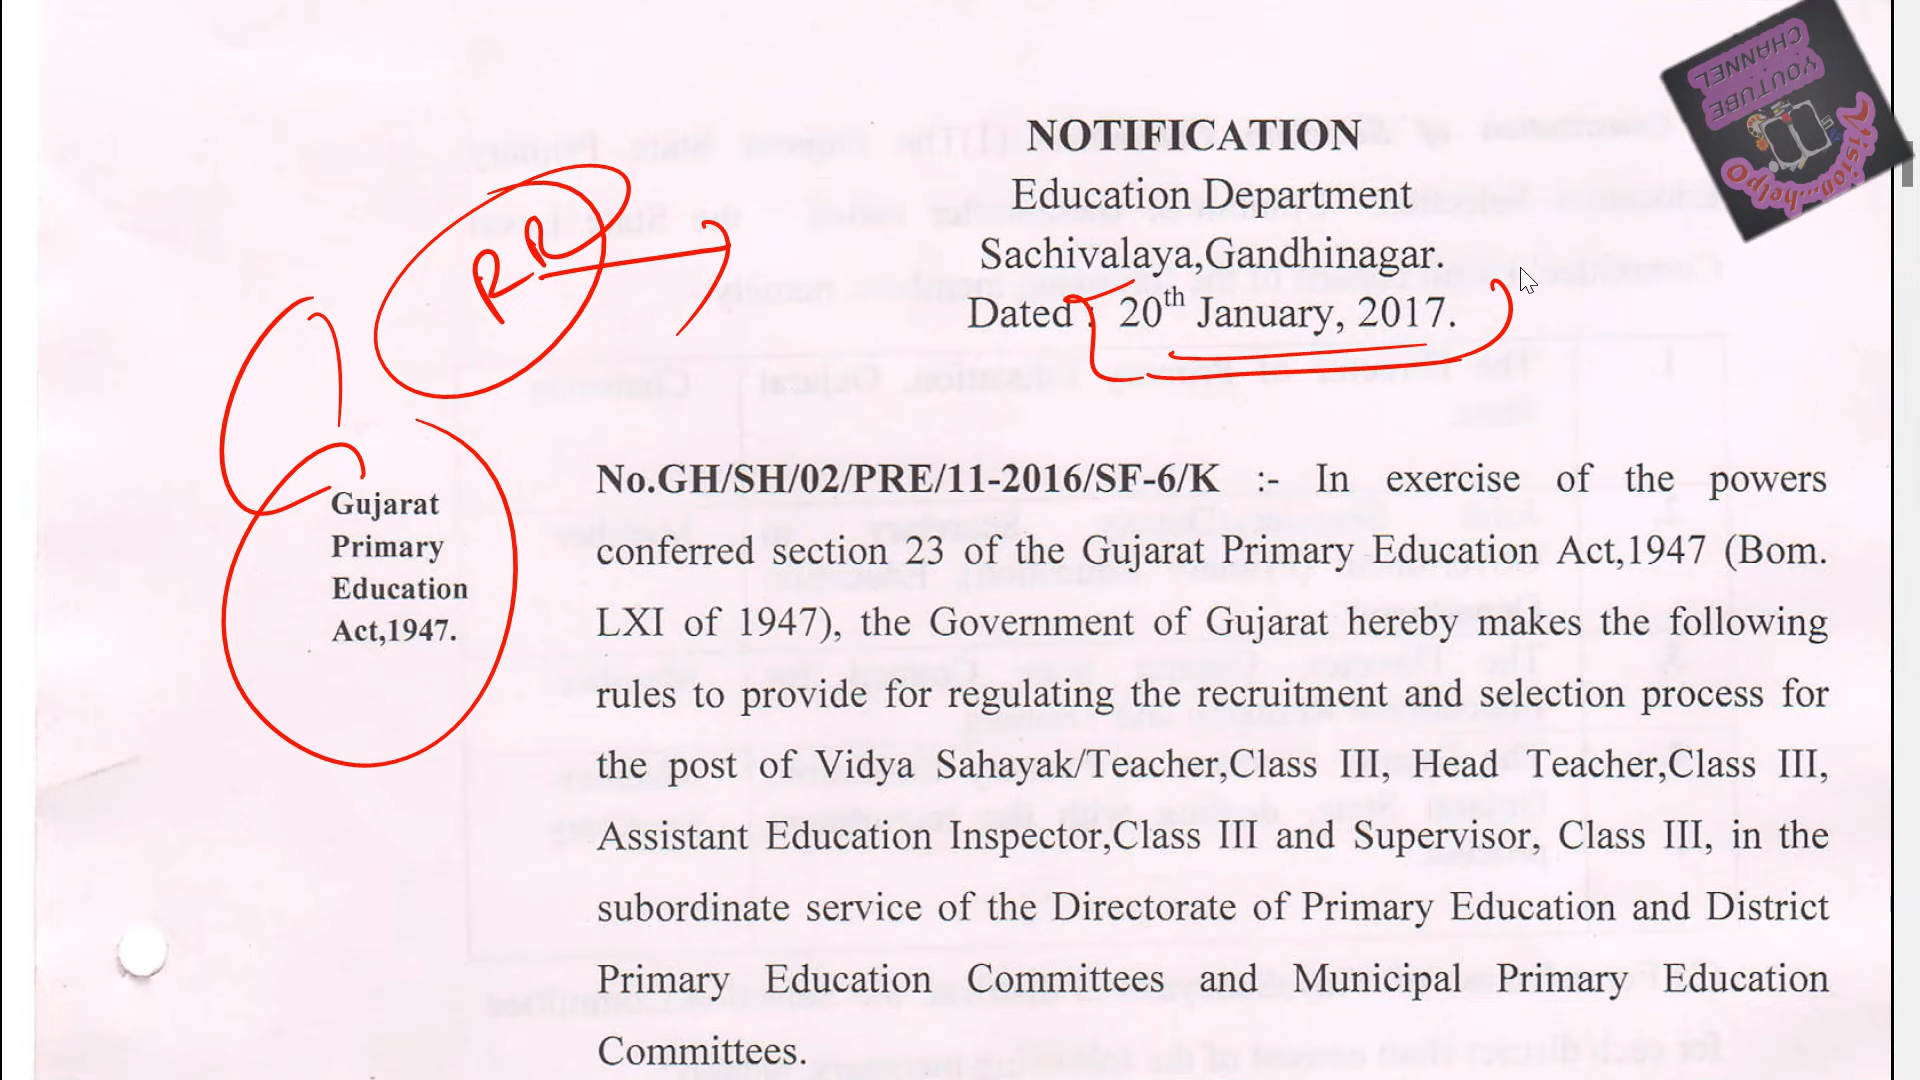 NOTIFICATION
Education Department
Sachivalaya,Gandhinagar.
Dated : 20th January, 2017.
RR
Gujarat
Primary
Education
Act,1947.
No.GH/SH/02/PRE/11-2016/SF-6/K :- In exercise of the powers
conferred section 23 of the Gujarat Primary Education Act,1947 (Bom.
LXI of 1947), the Government of Gujarat hereby makes the following
rules to provide for regulating the recruitment and selection process for
the post of Vidya Sahayak/Teacher,Class III, Head Teacher,Class III,
Assistant Education Inspector,Class III and Supervisor, Class III, in the
subordinate service of the Directorate of Primary Education and District
Primary Education Committees and Municipal Primary Education
Committees.
Vision...helpO
YOUTUBE
CHANNEL